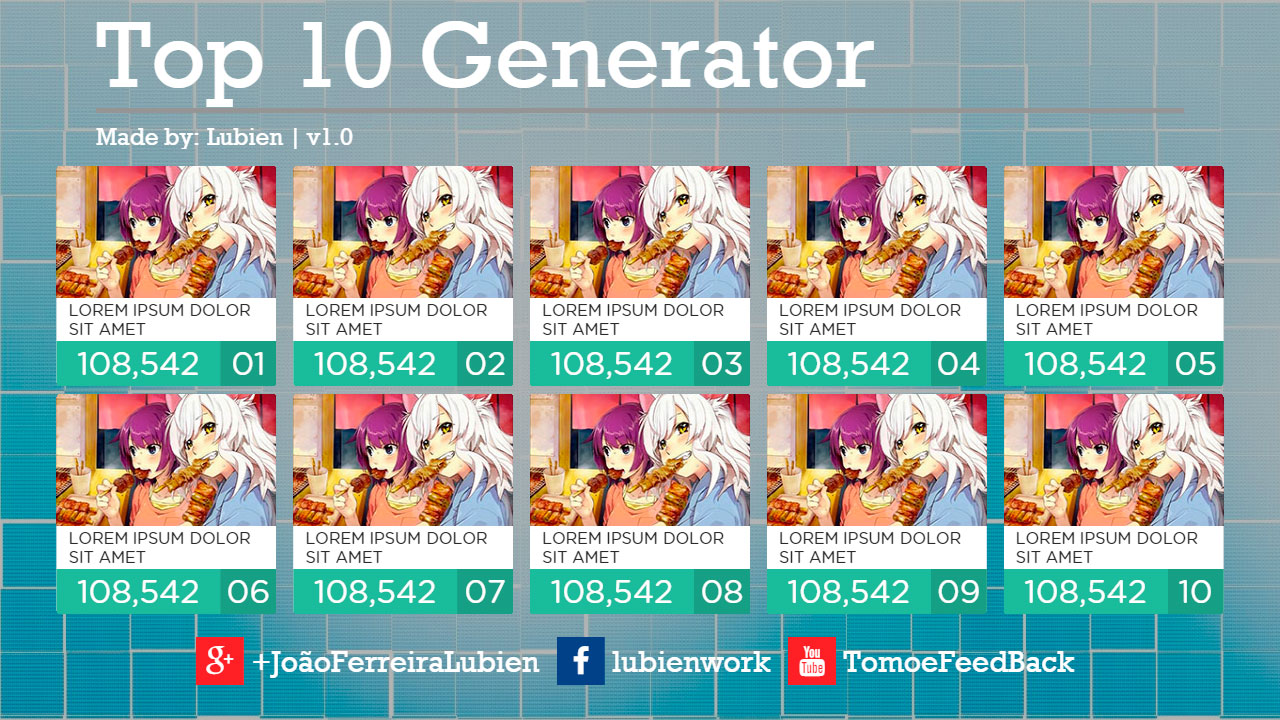 Top 10 Generator
Made by: Lubien | v1.0
LOREM IPSUM DOLOR
SIT AMET
108,542 01
LOREM IPSUM DOLOR
SIT AMET
108,542 02
LOREM IPSUM DOLOR
SIT AMET
108,542 03
LOREM IPSUM DOLOR
SIT AMET
108,542 04
LOREM IPSUM DOLOR
SIT AMET
108,542 05
LOREM IPSUM DOLOR
SIT AMET
108,542 06
LOREM IPSUM DOLOR
SIT AMET
108,542 07
LOREM IPSUM DOLOR
SIT AMET
108,542 08
LOREM IPSUM DOLOR
SIT AMET
108,542 09
LOREM IPSUM DOLOR
SIT AMET
108,542 10
g+ +JoãoFerreiraLubien f lubienwork You Tube TomoeFeedBack